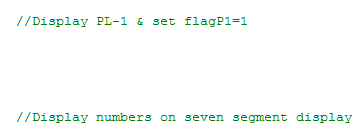 //Display PL-1 & set flagP1=1
//Display numbers on seven segment display